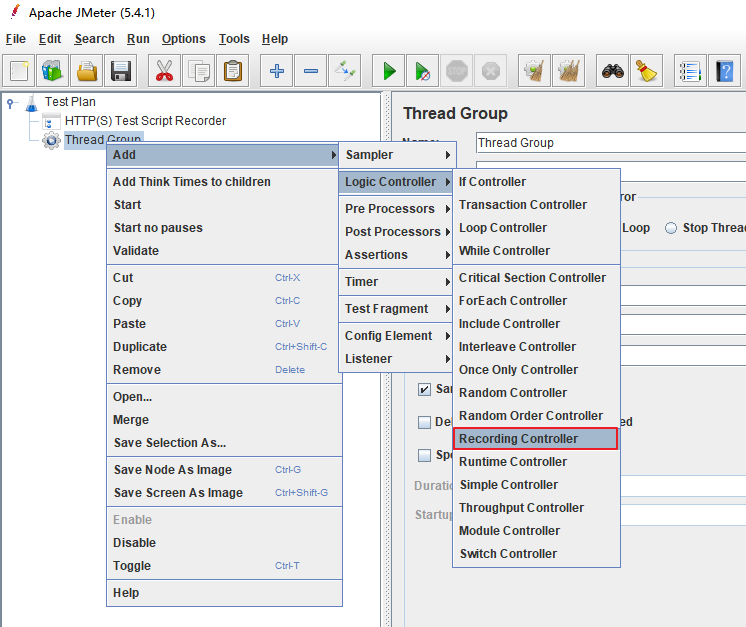 Apache JMeter (5.4.1)
File Edit Search Run Options Tools Help
STOP
Test Plan
HTTP(S) Test Script Recorder
Thread Group
Thread Group
Name:
Thread Group
Add
Add Think Times to children
Start
Start no pauses
Validate
Cut Ctrl-X
Copy Ctrl-C
Paste Ctrl-V
Duplicate Ctrl+Shift-C
Remove Delete
Open...
Merge
Save Selection As...
Save Node As Image Ctrl-G
Save Screen As Image Ctrl+Shift-G
Enable
Disable
Toggle Ctrl-T
Help
Sampler
Logic Controller
Pre Processors
Post Processors
Assertions
Timer
Test Fragment
Config Element
Listener
If Controller
Transaction Controller
Loop Controller
While Controller
Critical Section Controller
ForEach Controller
Include Controller
Interleave Controller
Once Only Controller
Random Controller
Random Order Controller
Recording Controller
Runtime Controller
Simple Controller
Throughput Controller
Module Controller
Switch Controller
ror
Loop Stop Threa
Sa
De ed
Sp
Duratio
Startup